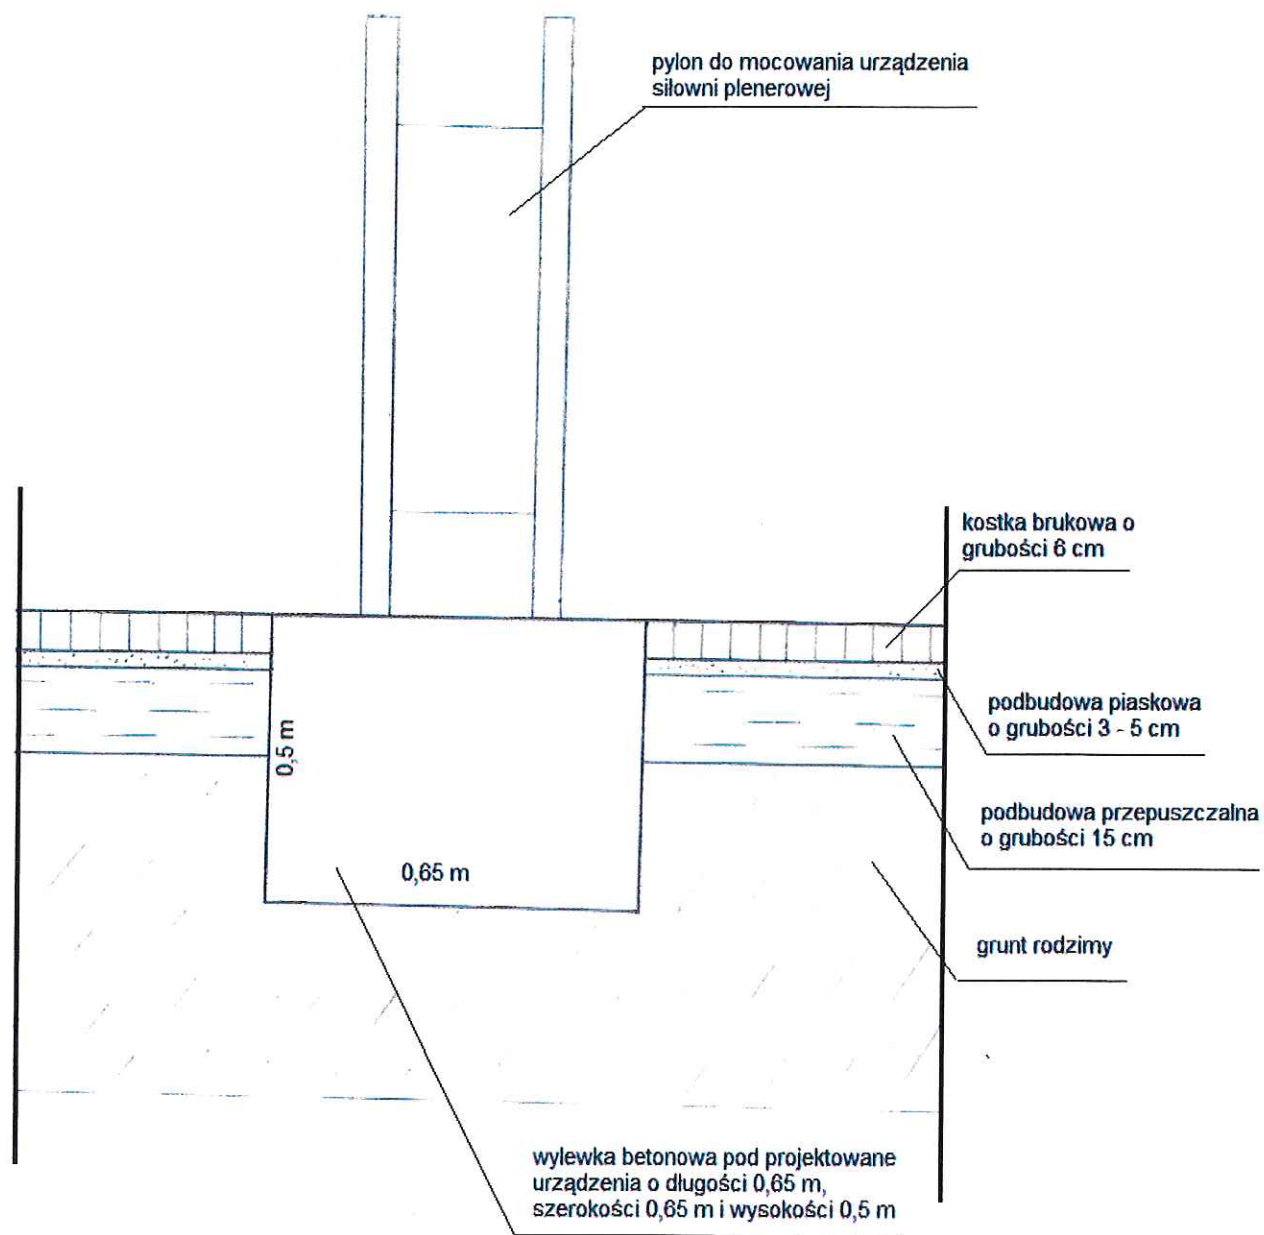 pylon do mocowania urządzenia
siłowni plenerowej
kostka brukowa o
grubości 6 cm
podbudowa piaskowa
o grubości 3 - 5 cm
0,5 m
podbudowa przepuszczalna
o grubości 15 cm
0,65 m
grunt rodzimy
wylewka betonowa pod projektowane
urządzenia o długości 0,65 m,
szerokości 0,65 m i wysokości 0,5 m